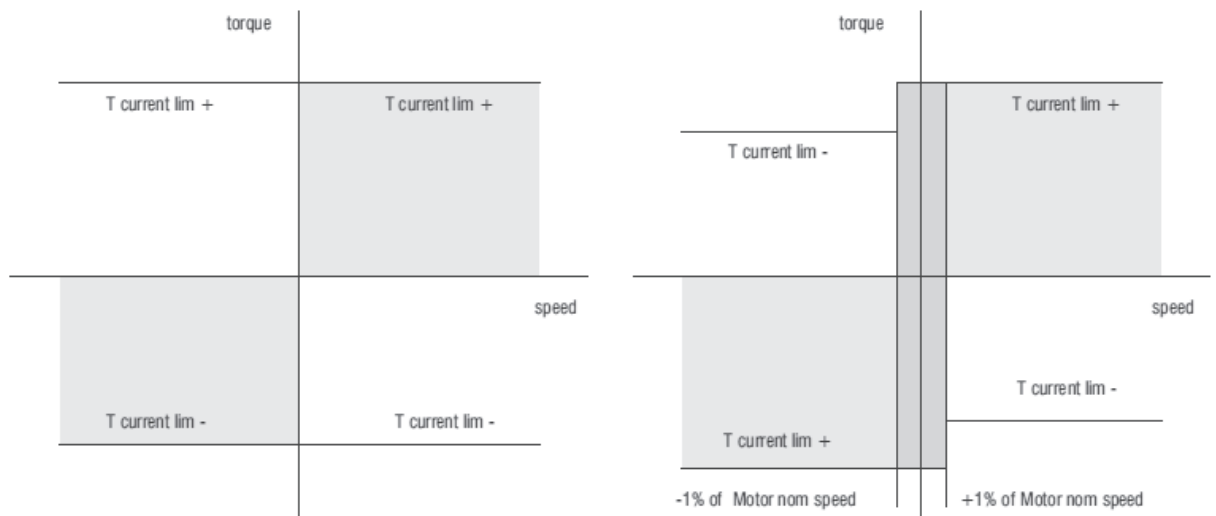 torque
T current lim +
T current lim +
speed
T current lim -
T current lim -
torque
T current lim +
T current lim -
speed
T current lim -
T current lim +
-1% of Motor nom speed
+1% of Motor nom speed